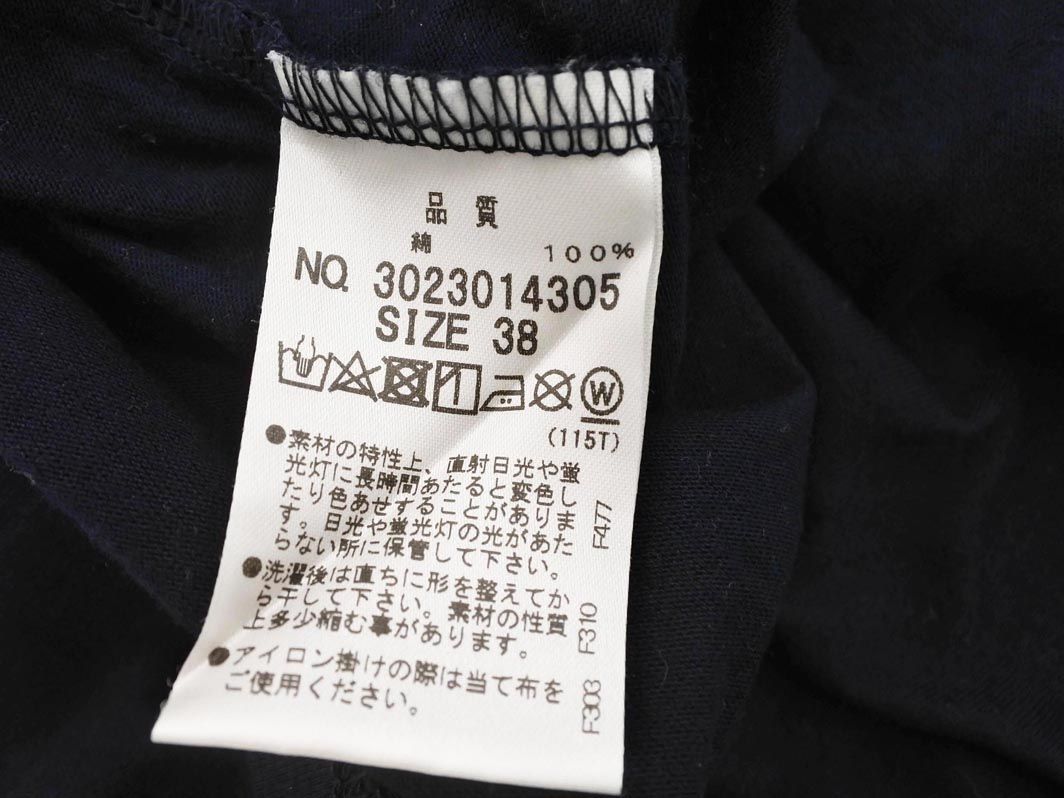 品質
綿 100%
NO. 3023014305
SIZE 38
W
(115T)
●素材の特性上、直射日光や蛍
光灯に長時間あたると変色し
たり色あせすることがありま
す。日光や蛍光灯の光があた
らない所に保管して下さい。
F477
●洗濯後は直ちに形を整えてか
ら干して下さい。素材の性質
上多少縮む事があります。
F310
●アイロン掛けの際は当て布を
ご使用ください。
F303